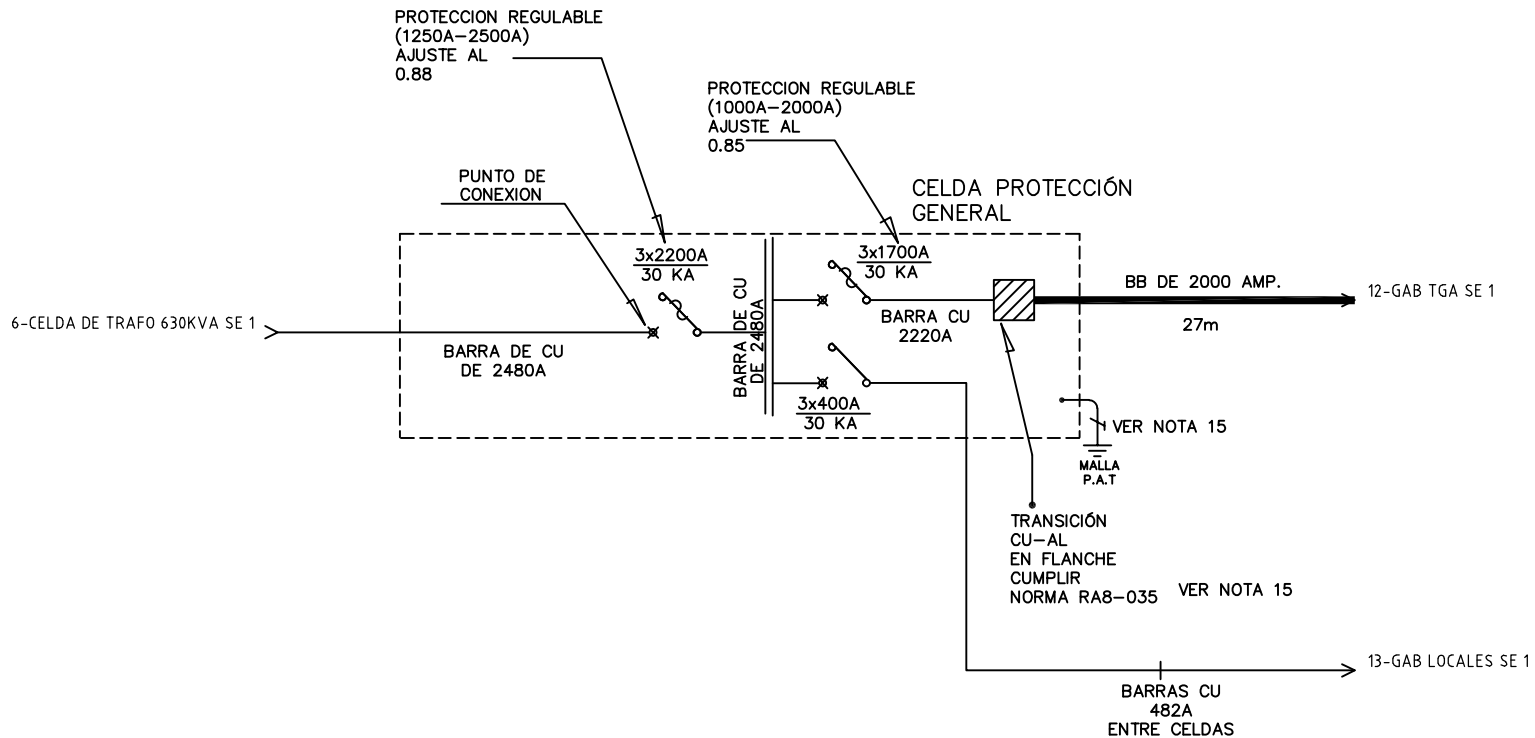 PROTECCION REGULABLE
(1250A-2500A)
AJUSTE AL
0.88
PROTECCION REGULABLE
(1000A-2000A)
AJUSTE AL
0.85
PUNTO DE
CONEXION
CELDA PROTECCIÓN
GENERAL
3x2200A
30 KA
3x1700A
30 KA
BARRA DE CU
DE 2480A
BB DE 2000 AMP.
27m
12-GAB TGA SE 1
6-CELDA DE TRAFO 630KVA SE 1
BARRA DE CU
DE 2480A
BARRA CU
2220A
3x400A
30 KA
VER NOTA 15
MALLA
P.A.T
TRANSICIÓN
CU-AL
EN FLANCHE
CUMPLIR
NORMA RA8-035
VER NOTA 15
13-GAB LOCALES SE 1
BARRAS CU
482A
ENTRE CELDAS